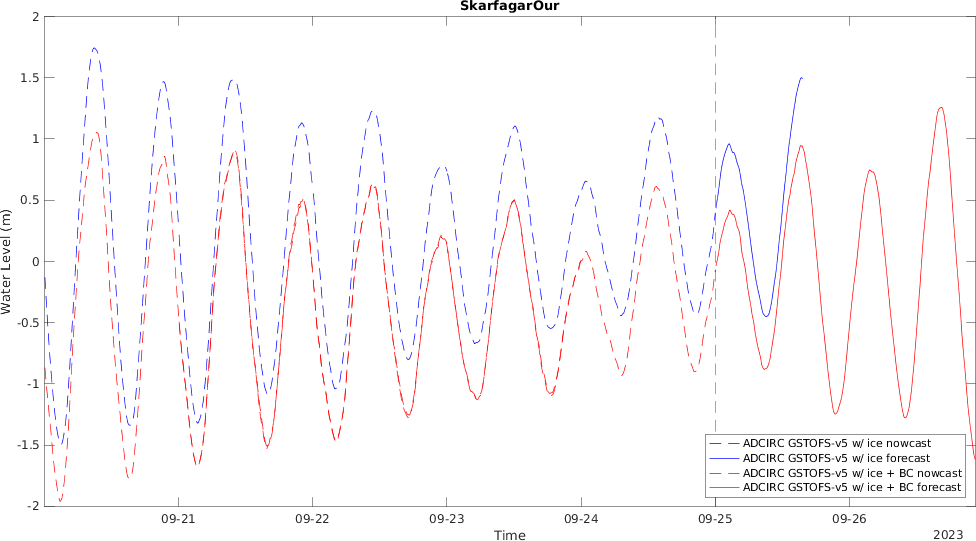 SkarfagarOur
Water Level (m)
2
1.5
1
0.5
0
-0.5
-1
-1.5
-2
ADCIRC GSTOFS-v5 w/ ice nowcast
ADCIRC GSTOFS-v5 w/ ice forecast
ADCIRC GSTOFS-v5 w/ ice + BC nowcast
ADCIRC GSTOFS-v5 w/ ice + BC forecast
09-21 09-22 09-23 09-24 09-25 09-26
Time
2023